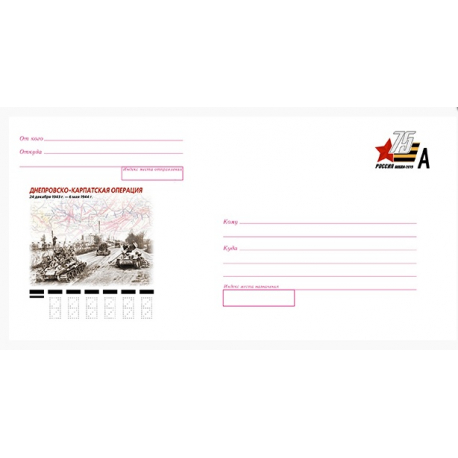 От кого
Откуда
Индекс места отправления
ДНЕПРОВСКО-КАРПАТСКАЯ ОПЕРАЦИЯ
24 декабря 1943 г. — 6 мая 1944 г.
75
РОССИЯ
А
Кому
Куда
Индекс места назначения